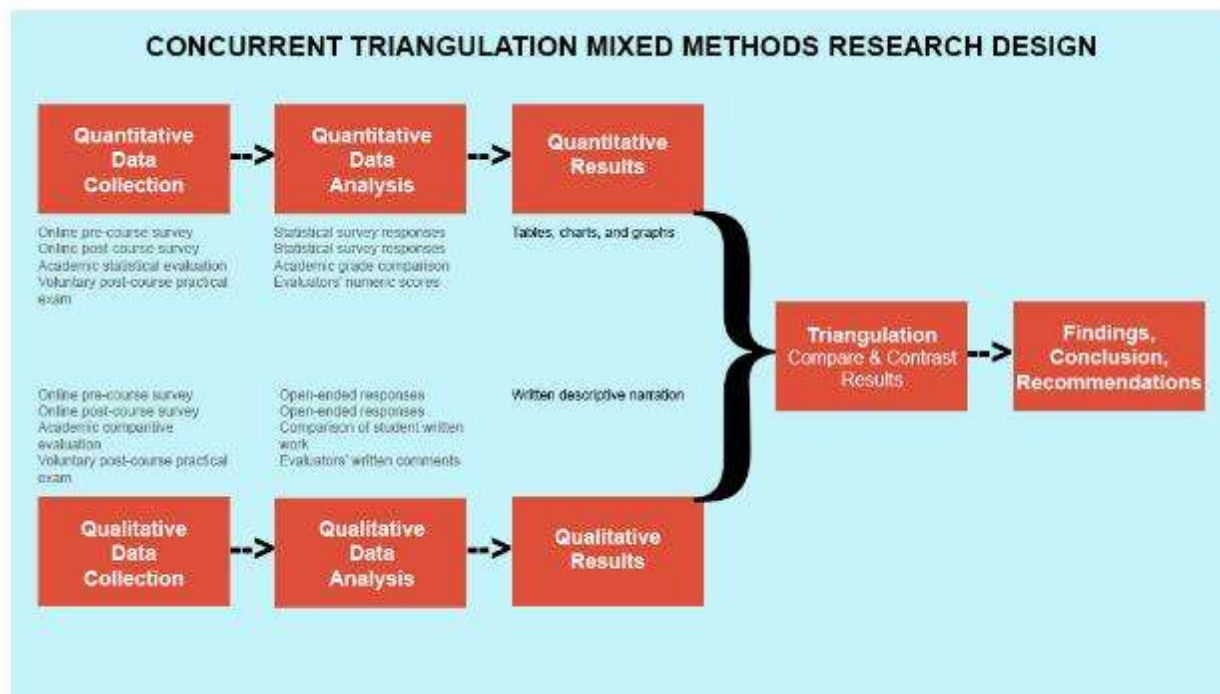 CONCURRENT TRIANGULATION MIXED METHODS RESEARCH DESIGN
Quantitative
Data
Collection
-->
Quantitative
Data
Analysis
-->
Quantitative
Results
Online pre-course survey
Online post-course survey
Academic statistical evaluation
Voluntary post-course practical
exam
Statistical survey responses
Statistical survey responses
Academic grade comparison
Evaluators' numeric scores
Tables, charts, and graphs
}
Triangulation
Compare & Contrast
Results
-->
Findings,
Conclusion,
Recommendations
Online pre-course survey
Online post-course survey
Academic comparitive
evaluation
Voluntary post-course practical
exam
Open-ended responses
Open-ended responses
Comparison of student written
work
Evaluators' written comments
Written descriptive narration
Qualitative
Data
Collection
-->
Qualitative
Data
Analysis
-->
Qualitative
Results